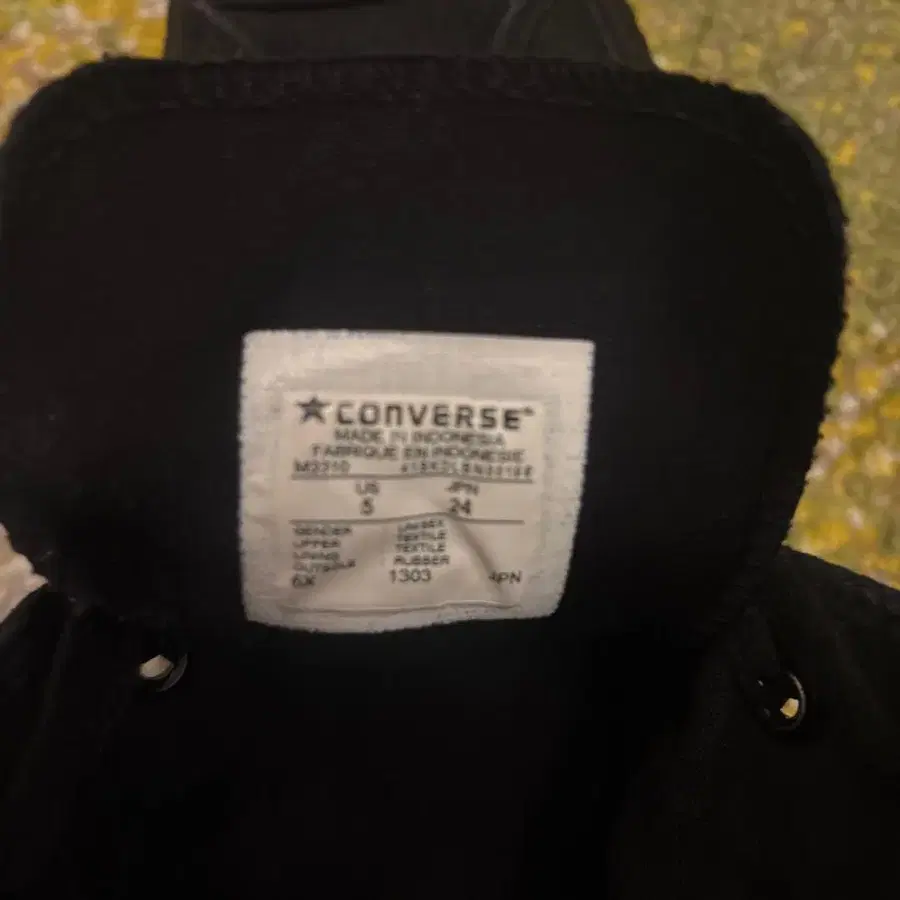 CONVERSE
MADE IN INDONESIA
FABRIQUE EN INDONESIE
M3310
US JPN
5 24
GENDER UNISEX
UPPER TEXTILE
LINING TEXTILE
OUTSOLE RUBBER
6X 1303 JPN